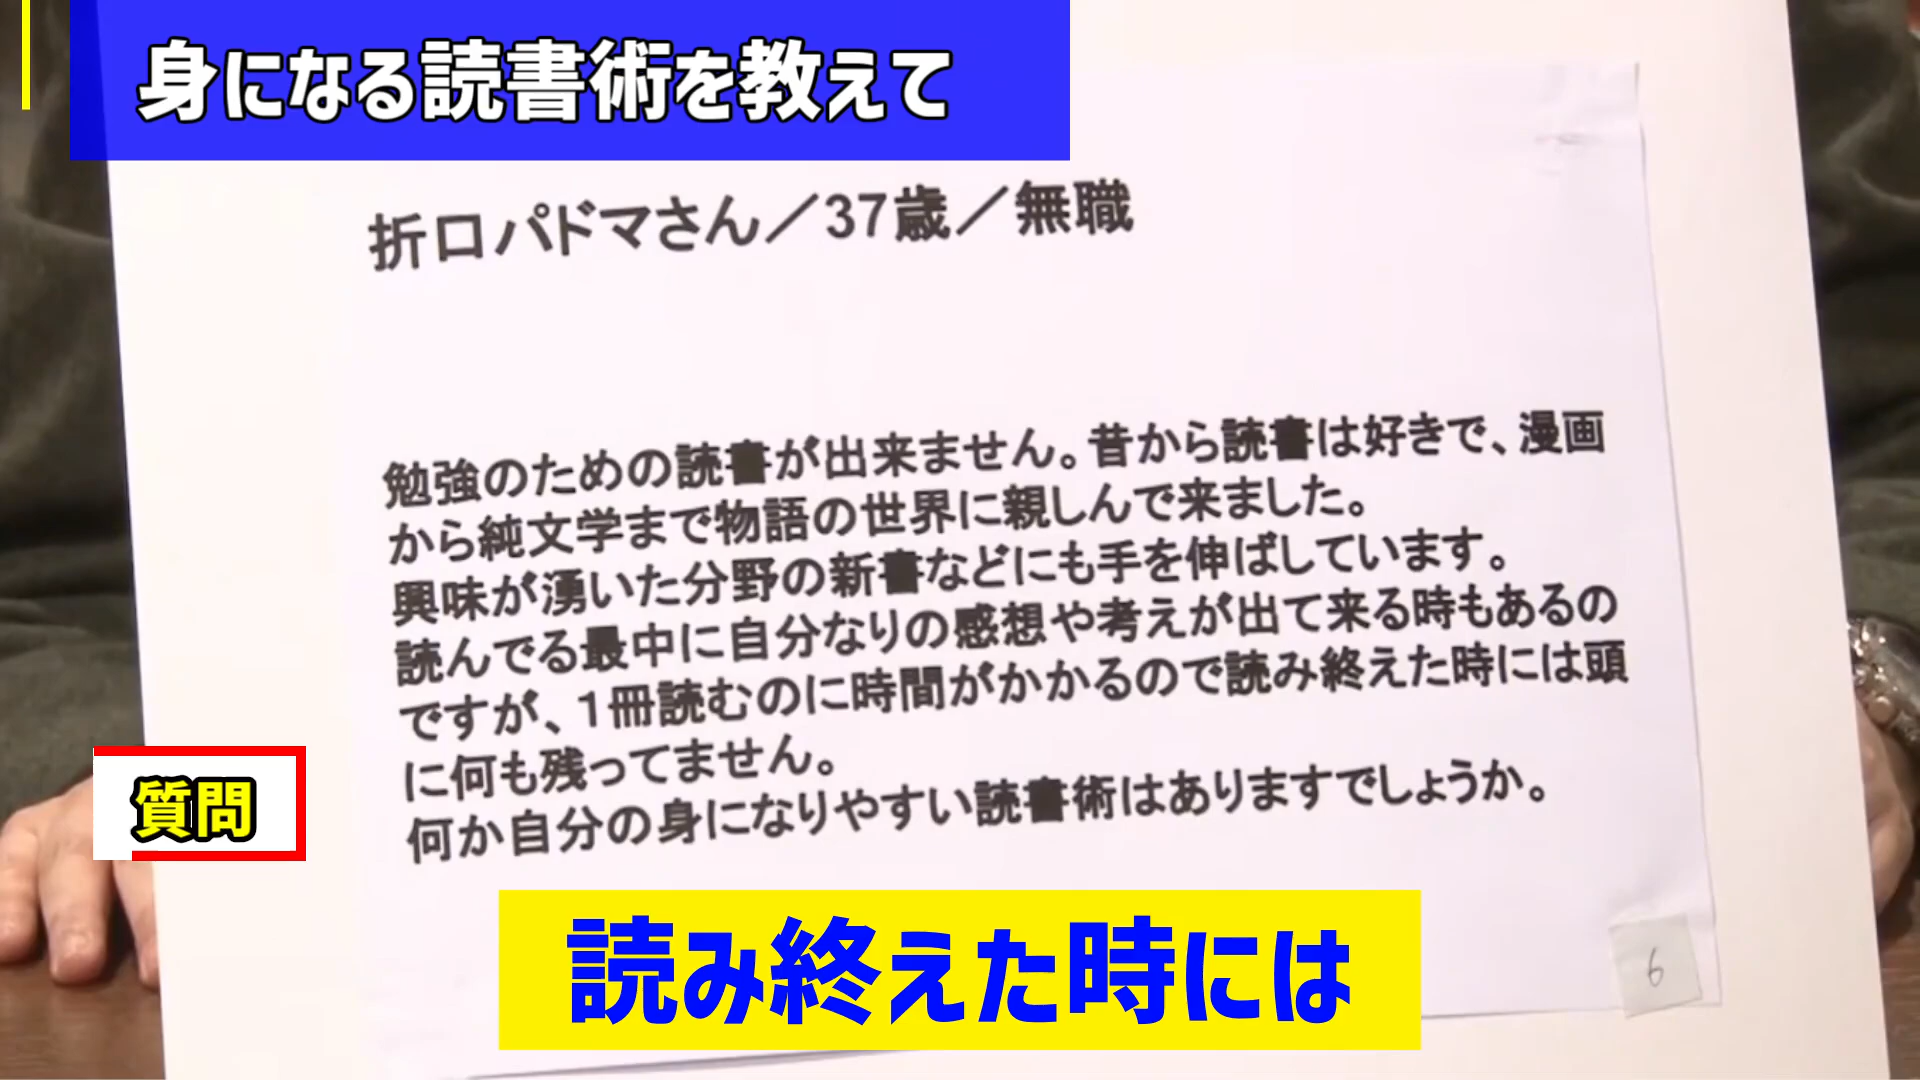 身になる読書術を教えて
折口パドマさん／37歳／無職
勉強のための読書が出来ません。昔から読書は好きで、漫画
から純文学まで物語の世界に親しんで来ました。
興味が湧いた分野の新書などにも手を伸ばしています。
読んでる最中に自分なりの感想や考えが出て来る時もあるの
ですが、１冊読むのに時間がかかるので読み終えた時には頭
に何も残ってません。
何か自分の身になりやすい読書術はありますでしょうか。
質問
6
読み終えた時には